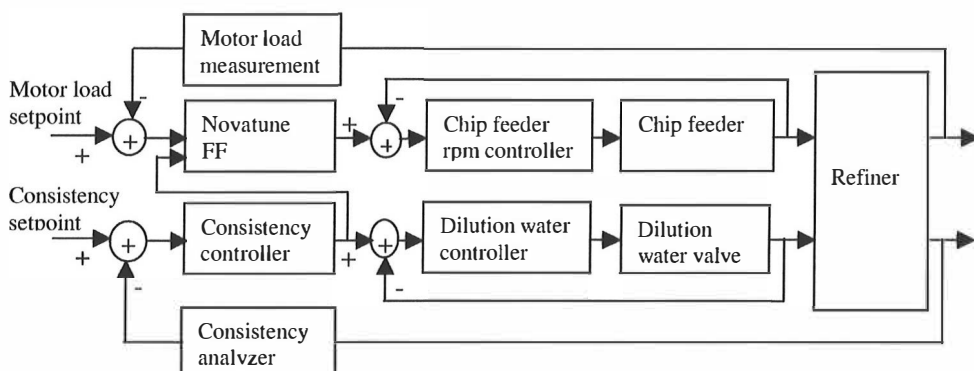 Motor load
measurement
Motor load
setpoint
-
-
+
+
+
+
Novatune
FF
Chip feeder
rpm controller
Chip feeder
Refiner
Consistency
setpoint
+
+
+
+
Consistency
controller
Dilution water
controller
Dilution
water valve
-
-
Consistency
analyzer